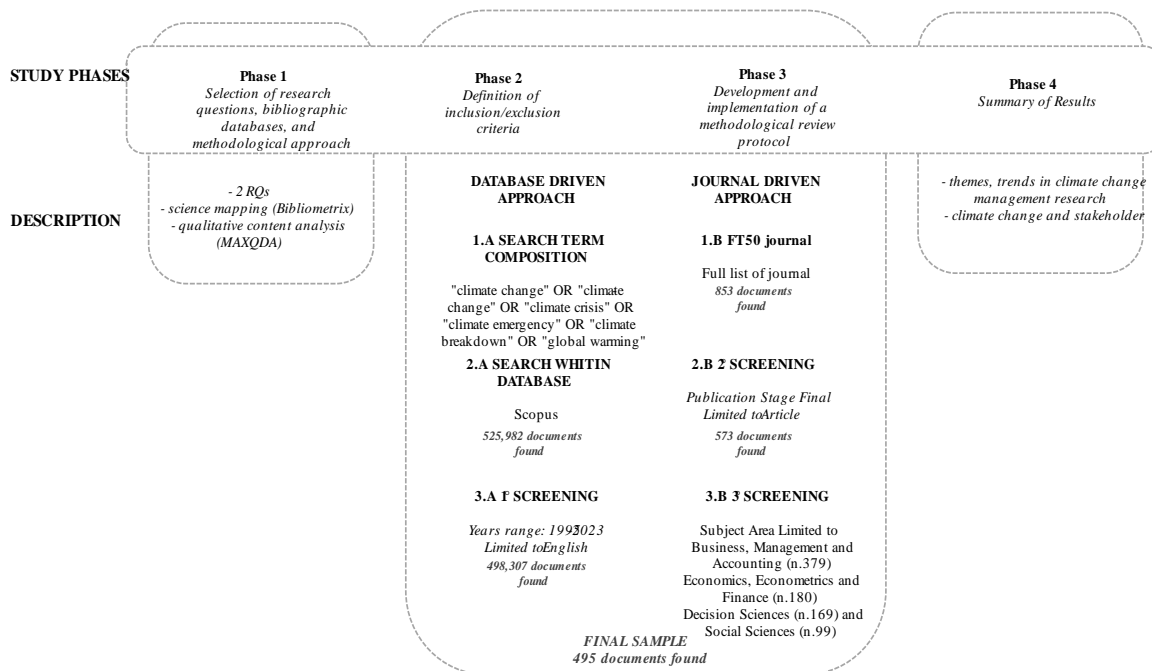 STUDY PHASES
Phase 1
Selection of research
questions, bibliographic
databases, and
methodological approach
Phase 2
Definition of
inclusion/exclusion
criteria
Phase 3
Development and
implementation of a
methodological review
protocol
Phase 4
Summary of Results
DESCRIPTION
- 2 RQs
- science mapping (Bibliometrix)
- qualitative content analysis
(MAXQDA)
DATABASE DRIVEN
APPROACH
1.A SEARCH TERM
COMPOSITION
"climate change" OR "climate
change" OR "climate crisis" OR
"climate emergency" OR "climate
breakdown" OR "global warming"
2.A SEARCH WHITIN
DATABASE
Scopus
525,982 documents
found
3.A 1° SCREENING
Years range: 1995-2023
Limited to English
498,307 documents
found
JOURNAL DRIVEN
APPROACH
1.B FT50 journal
Full list of journal
853 documents
found
2.B 2° SCREENING
Publication Stage Final
Limited to Article
573 documents
found
3.B 3° SCREENING
Subject Area Limited to
Business, Management and
Accounting (n.379)
Economics, Econometrics and
Finance (n.180)
Decision Sciences (n.169) and
Social Sciences (n.99)
FINAL SAMPLE
495 documents found
- themes, trends in climate change
management research
- climate change and stakeholder